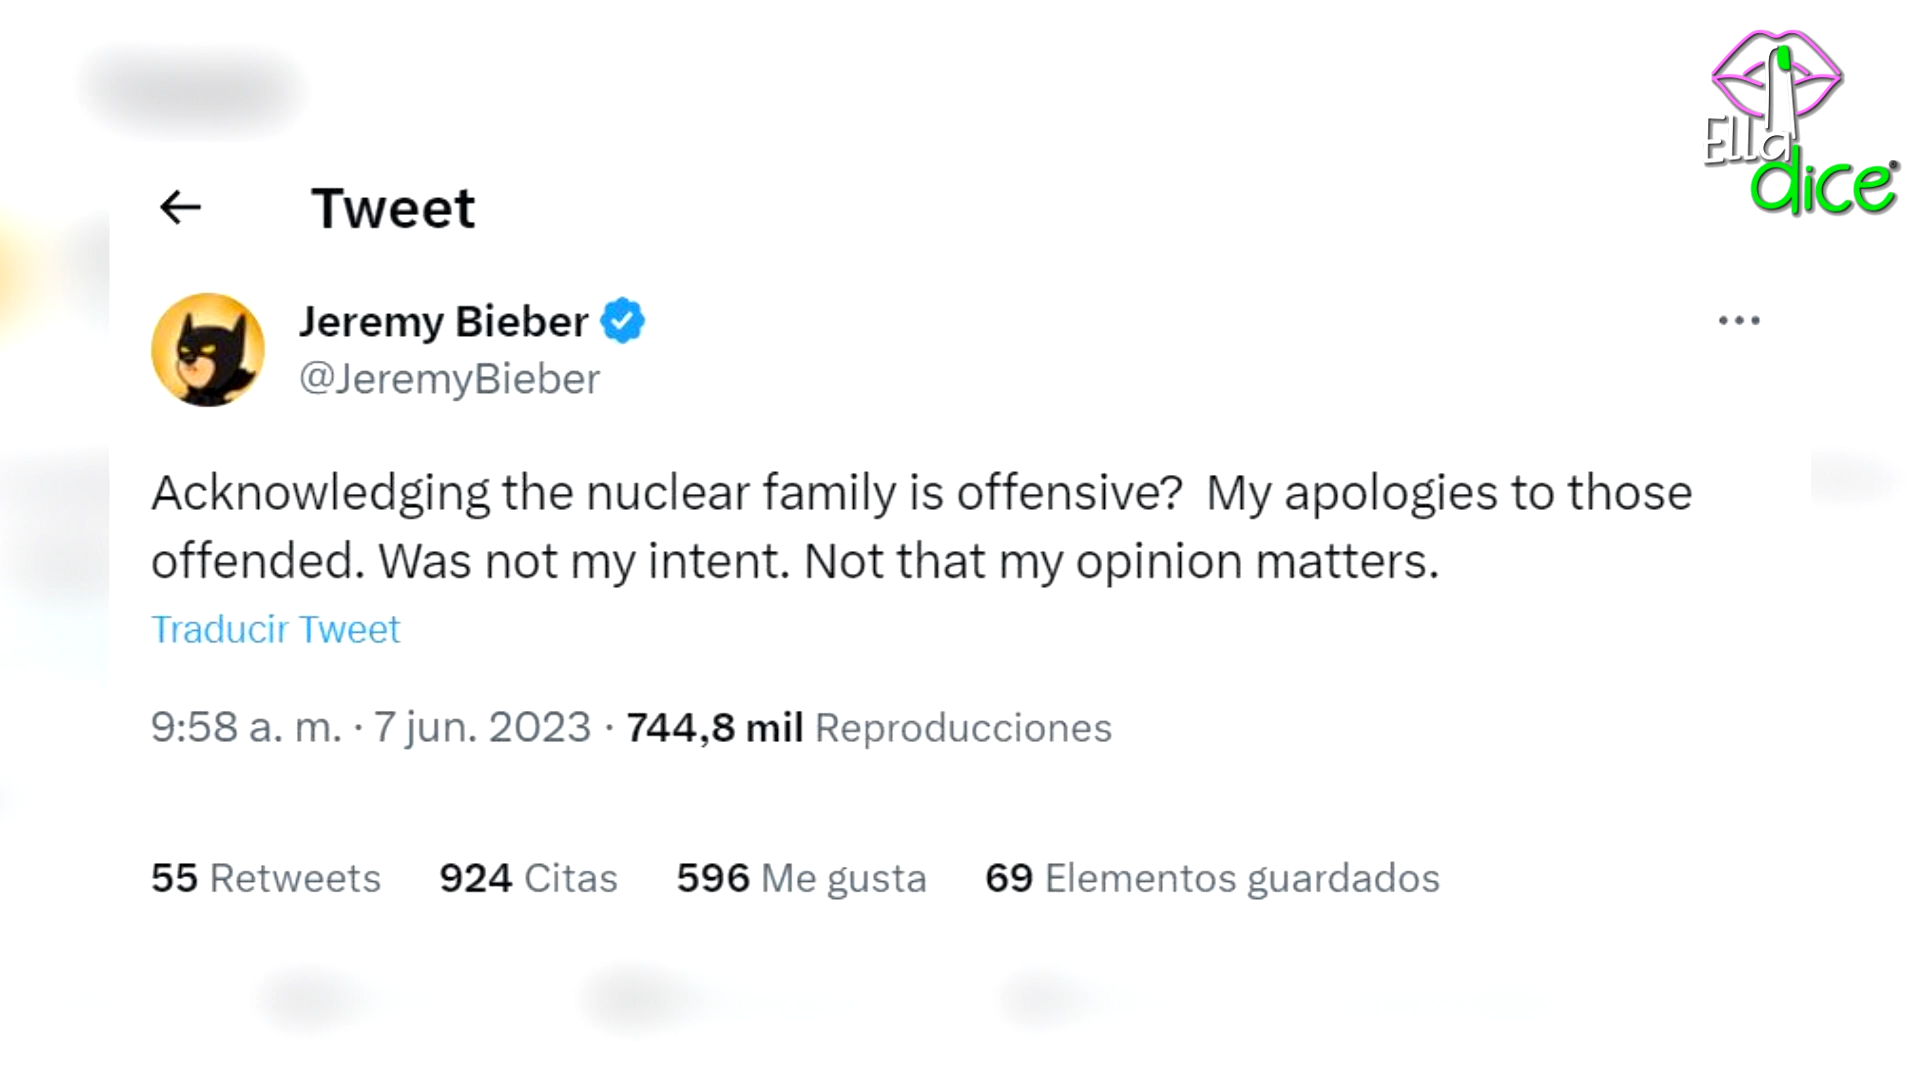 Ella
dice
Tweet
Jeremy Bieber
@JeremyBieber
Acknowledging the nuclear family is offensive?  My apologies to those
offended. Was not my intent. Not that my opinion matters.
Traducir Tweet
9:58 a. m. · 7 jun. 2023 · 744,8 mil Reproducciones
55 Retweets 924 Citas 596 Me gusta 69 Elementos guardados